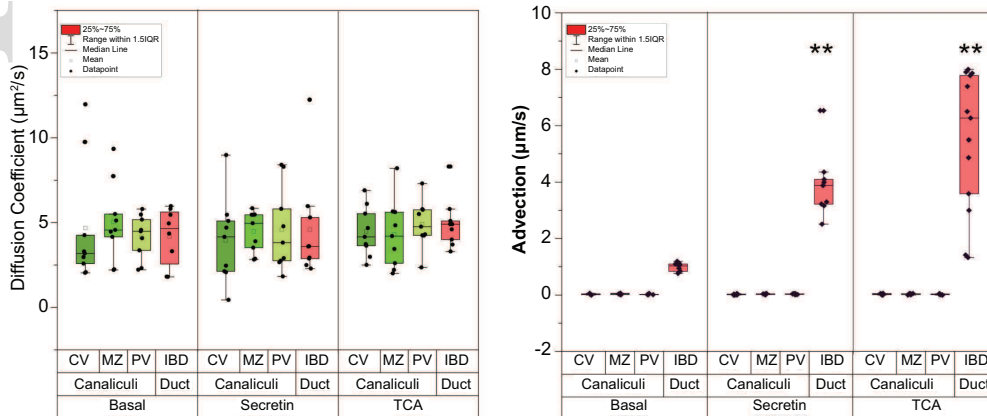 25%~75%
Range within 1.5IQR
Median Line
Mean
Datapoint
Diffusion Coefficient (µm²/s)
15
10
5
0
CV MZ PV IBD CV MZ PV IBD CV MZ PV IBD
Canaliculi Duct Canaliculi Duct Canaliculi Duct
Basal Secretin TCA
25%~75%
Range within 1.5IQR
Median Line
Mean
Datapoint
** **
Advection (µm/s)
10
8
6
4
2
0
-2
CV MZ PV IBD CV MZ PV IBD CV MZ PV IBD
Canaliculi Duct Canaliculi Duct Canaliculi Duct
Basal Secretin TCA